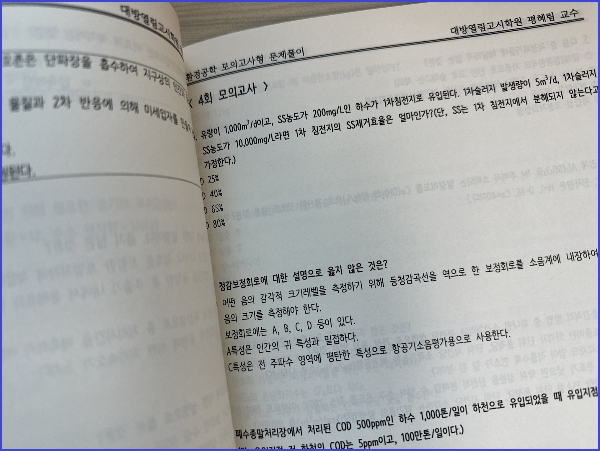 대방열림고시학원
오존은 단파장을 흡수하여 지구상의
물질과 2차 반응에 의해 미세입자를
다.
된다.
대방열림고시학원 팽혜림 교수
환경공학 모의고사형 문제풀이
< 4회 모의고사 >
유량이 1,000m³/d이고, SS농도가 200mg/L인 하수가 1차침전지로 유입된다. 1차슬러지 발생량이 5m³/d, 1차슬러지
SS농도가 10,000mg/L라면 1차 침전지의 SS제거효율은 얼마인가?(단, SS는 1차 침전지에서 분해되지 않는다고
가정한다.)
25%
40%
65%
80%
청감보정회로에 대한 설명으로 옳지 않은 것은?
어떤 음의 감각적 크기레벨을 측정하기 위해 등청감곡선을 역으로 한 보정회로를 소음계에 내장하여
음의 크기를 측정해야 한다.
보정회로에는 A, B, C, D 등이 있다.
A특성은 인간의 귀 특성과 밀접하다.
C특성은 전 주파수 영역에 평탄한 특성으로 항공기소음평가용으로 사용한다.
폐수종말처리장에서 처리된 COD 500ppm인 하수 1,000톤/일이 하천으로 유입되었을 때 유입지점
유입지점 전 하천의 COD는 5ppm이고, 100만톤/일이다.)